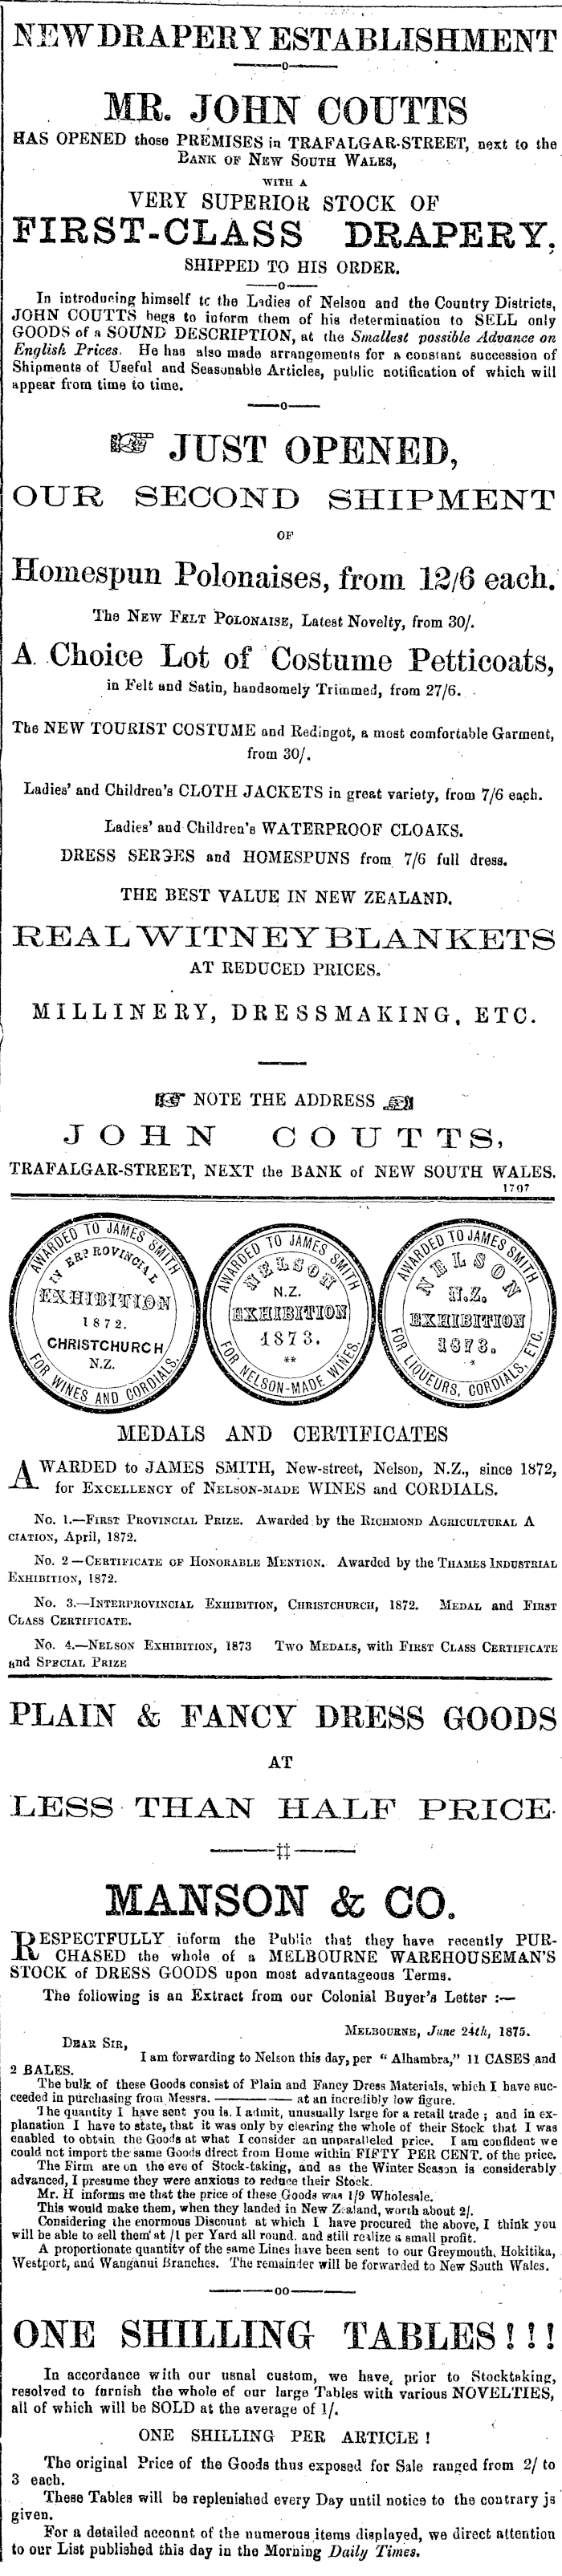 NEW DRAPERY ESTABLISHMENT
—o—
MR. JOHN COUTTS
HAS OPENED those PREMISES in TRAFALGAR-STREET, next to the
BANK OF NEW SOUTH WALES,
WITH A
VERY SUPERIOR STOCK OF
FIRST-CLASS DRAPERY,
SHIPPED TO HIS ORDER.
—o—
In introducing himself to the Ladies of Nelson and the Country Districts,
JOHN COUTTS begs to inform them of his determination to SELL only
GOODS of a SOUND DESCRIPTION, at the Smallest possible Advance on
English Prices. He has also made arrangements for a constant succession of
Shipments of Useful and Seasonable Articles, public notification of which will
appear from time to time.
—o—
☞ JUST OPENED,
OUR SECOND SHIPMENT
OF
Homespun Polonaises, from 12/6 each.
The NEW FELT POLONAISE, Latest Novelty, from 30/.
A Choice Lot of Costume Petticoats,
in Felt and Satin, handsomely Trimmed, from 27/6.
The NEW TOURIST COSTUME and Redingot, a most comfortable Garment,
from 30/.
Ladies' and Children's CLOTH JACKETS in great variety, from 7/6 each.
Ladies' and Children's WATERPROOF CLOAKS.
DRESS SERGES and HOMESPUNS from 7/6 full dress.
THE BEST VALUE IN NEW ZEALAND.
REAL WITNEY BLANKETS
AT REDUCED PRICES.
MILLINERY, DRESSMAKING, ETC.
☞ NOTE THE ADDRESS ☜
JOHN COUTTS,
TRAFALGAR-STREET, NEXT the BANK of NEW SOUTH WALES.
1707
AWARDED TO JAMES SMITH
INTERPROVINCIAL
EXHIBITION
1872.
CHRISTCHURCH
N.Z.
FOR WINES AND CORDIALS.
AWARDED TO JAMES SMITH
NELSON
N.Z.
EXHIBITION
1873.
**
FOR NELSON-MADE WINES.
AWARDED TO JAMES SMITH
NELSON
N.Z.
EXHIBITION
1873.
*
FOR LIQUEURS, CORDIALS, ETC.
MEDALS AND CERTIFICATES
AWARDED to JAMES SMITH, New-street, Nelson, N.Z., since 1872,
for EXCELLENCY of NELSON-MADE WINES and CORDIALS.
No. 1.—FIRST PROVINCIAL PRIZE. Awarded by the RICHMOND AGRICULTURAL A
CIATION, April, 1872.
No. 2—CERTIFICATE OF HONORABLE MENTION. Awarded by the THAMES INDUSTRIAL
EXHIBITION, 1872.
No. 3.—INTERPROVINCIAL EXHIBITION, CHRISTCHURCH, 1872. MEDAL and FIRST
CLASS CERTIFICATE.
No. 4.—NELSON EXHIBITION, 1873 TWO MEDALS, with FIRST CLASS CERTIFICATE
and SPECIAL PRIZE
PLAIN & FANCY DRESS GOODS
AT
LESS THAN HALF PRICE.
——‡‡——
MANSON & CO.
RESPECTFULLY inform the Public that they have recently PUR-
CHASED the whole of a MELBOURNE WAREHOUSEMAN'S
STOCK of DRESS GOODS upon most advantageous Terms.
The following is an Extract from our Colonial Buyer's Letter :—
MELBOURNE, June 24th, 1875.
DEAR SIR,
I am forwarding to Nelson this day, per "Alhambra," 11 CASES and
2 BALES.
The bulk of these Goods consist of Plain and Fancy Dress Materials, which I have suc-
ceeded in purchasing from Messrs. ———— at an incredibly low figure.
The quantity I have sent you is, I admit, unusually large for a retail trade ; and in ex-
planation I have to state, that it was only by clearing the whole of their Stock that I was
enabled to obtain the Goods at what I consider an unparalleled price. I am confident we
could not import the same Goods direct from Home within FIFTY PER CENT. of the price.
The Firm are on the eve of Stock-taking, and as the Winter Season is considerably
advanced, I presume they were anxious to reduce their Stock.
Mr. H informs me that the price of these Goods was 1/9 Wholesale.
This would make them, when they landed in New Zealand, worth about 2/.
Considering the enormous Discount at which I have procured the above, I think you
will be able to sell them at /1 per Yard all round, and still realize a small profit.
A proportionate quantity of the same Lines have been sent to our Greymouth, Hokitika,
Westport, and Wanganui Branches. The remainder will be forwarded to New South Wales.
——oo——
ONE SHILLING TABLES!!!
In accordance with our usual custom, we have, prior to Stocktaking,
resolved to furnish the whole of our large Tables with various NOVELTIES,
all of which will be SOLD at the average of 1/.
ONE SHILLING PER ARTICLE!
The original Price of the Goods thus exposed for Sale ranged from 2/ to
3 each.
These Tables will be replenished every Day until notice to the contrary is
given.
For a detailed account of the numerous items displayed, we direct attention
to our List published this day in the Morning Daily Times.